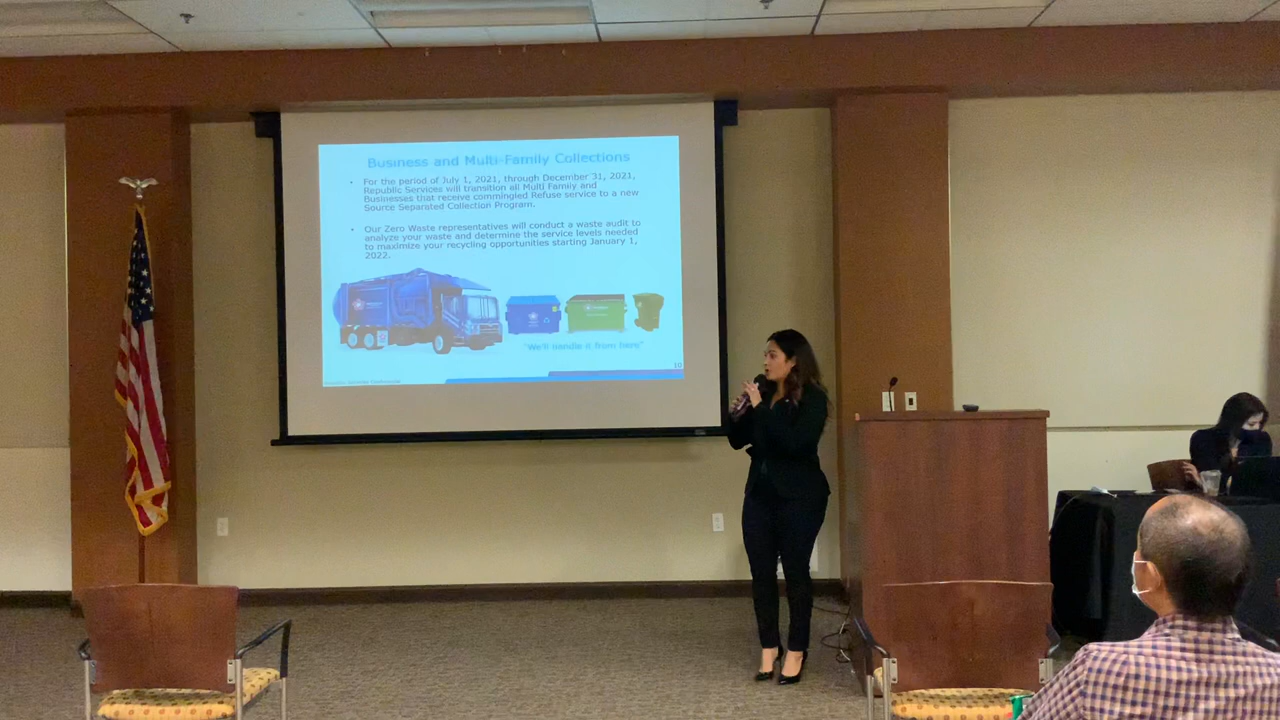 Business and Multi-Family Collections
• For the period of July 1, 2021, through December 31, 2021,
Republic Services will transition all Multi Family and
Businesses that receive commingled Refuse service to a new
Source Separated Collection Program.
• Our Zero Waste representatives will conduct a waste audit to
analyze your waste and determine the service levels needed
to maximize your recycling opportunities starting January 1,
2022.
"We'll handle it from here"
10